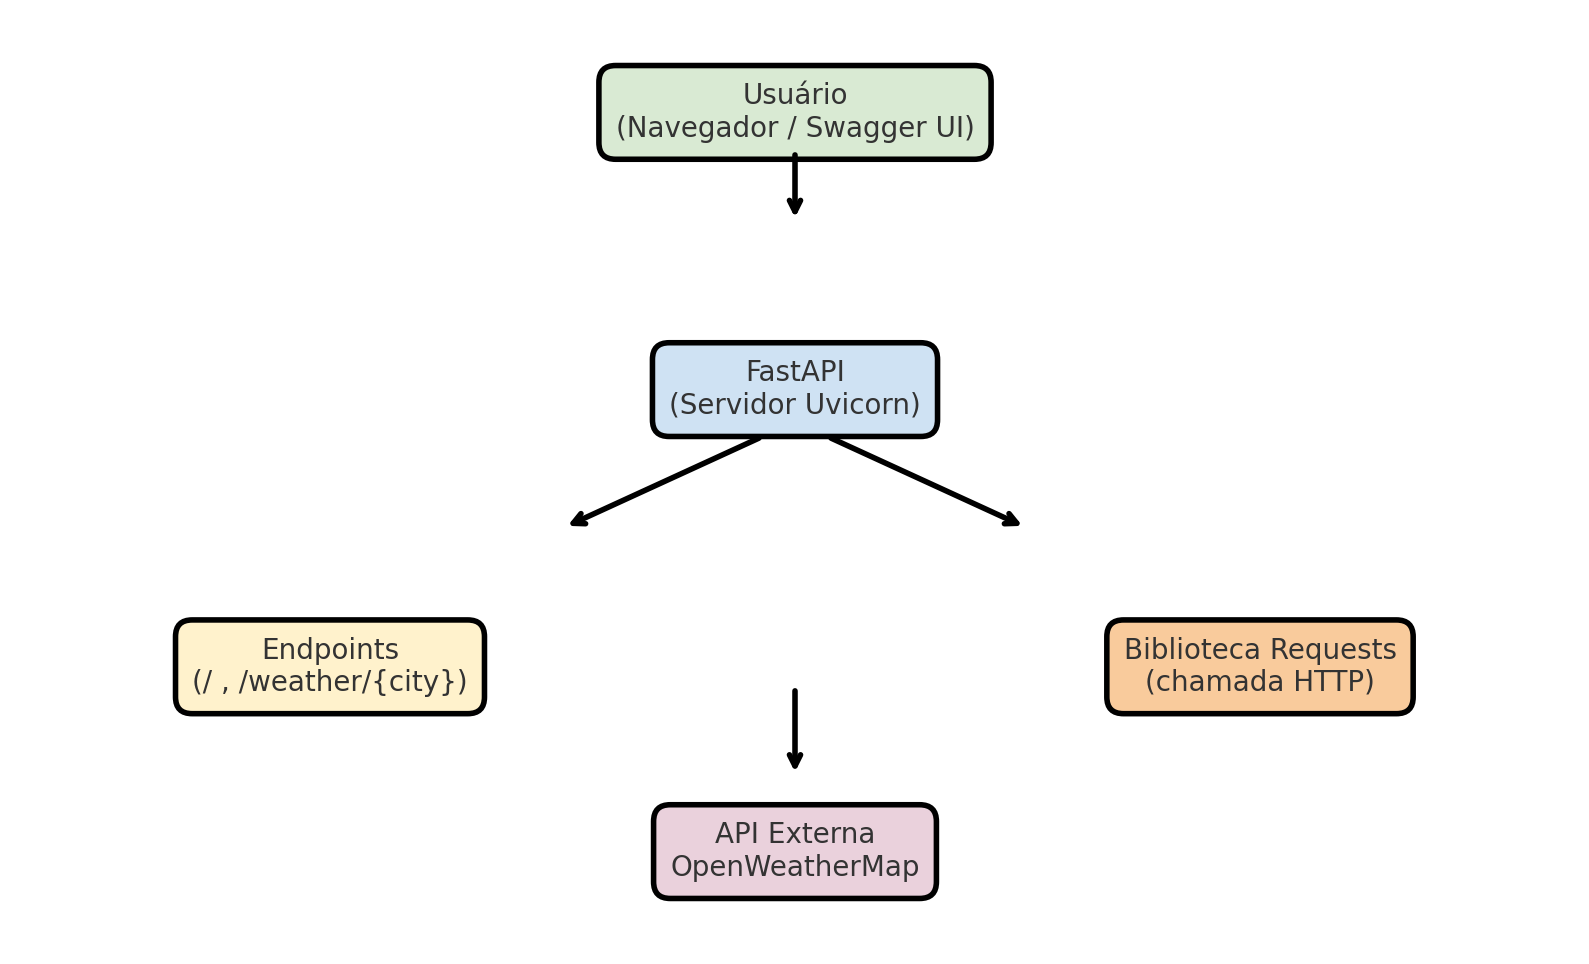 Usuário
(Navegador / Swagger UI)
FastAPI
(Servidor Uvicorn)
Endpoints
(/ , /weather/{city})
Biblioteca Requests
(chamada HTTP)
API Externa
OpenWeatherMap